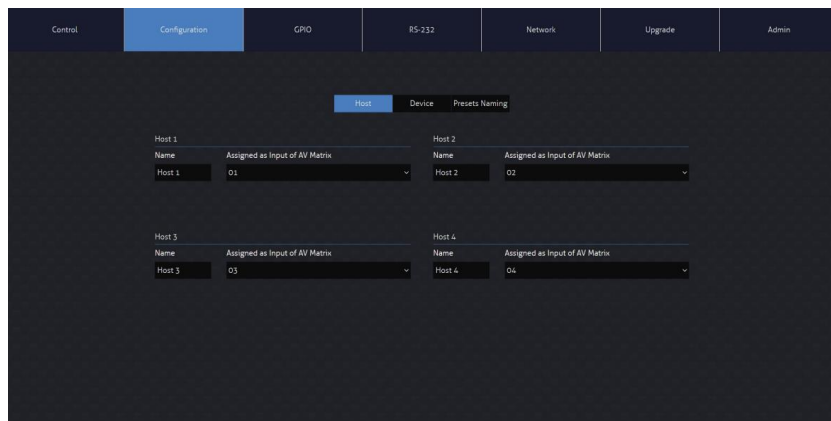 Control Configuration GPIO RS-232 Network Upgrade Admin
Host Device Presets Naming
Host 1 Host 2
Name Assigned as Input of AV Matrix Name Assigned as Input of AV Matrix
Host 1 01 Host 2 02
Host 3 Host 4
Name Assigned as Input of AV Matrix Name Assigned as Input of AV Matrix
Host 3 03 Host 4 04